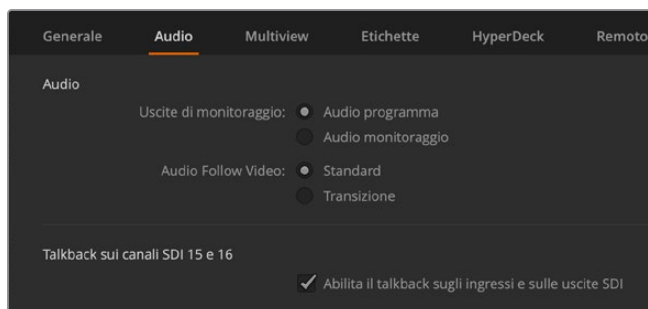 Generale Audio Multiview Etichette HyperDeck Remoto
Audio
Uscite di monitoraggio: Audio programma
Audio monitoraggio
Audio Follow Video: Standard
Transizione
Talkback sui canali SDI 15 e 16
Abilita il talkback sugli ingressi e sulle uscite SDI